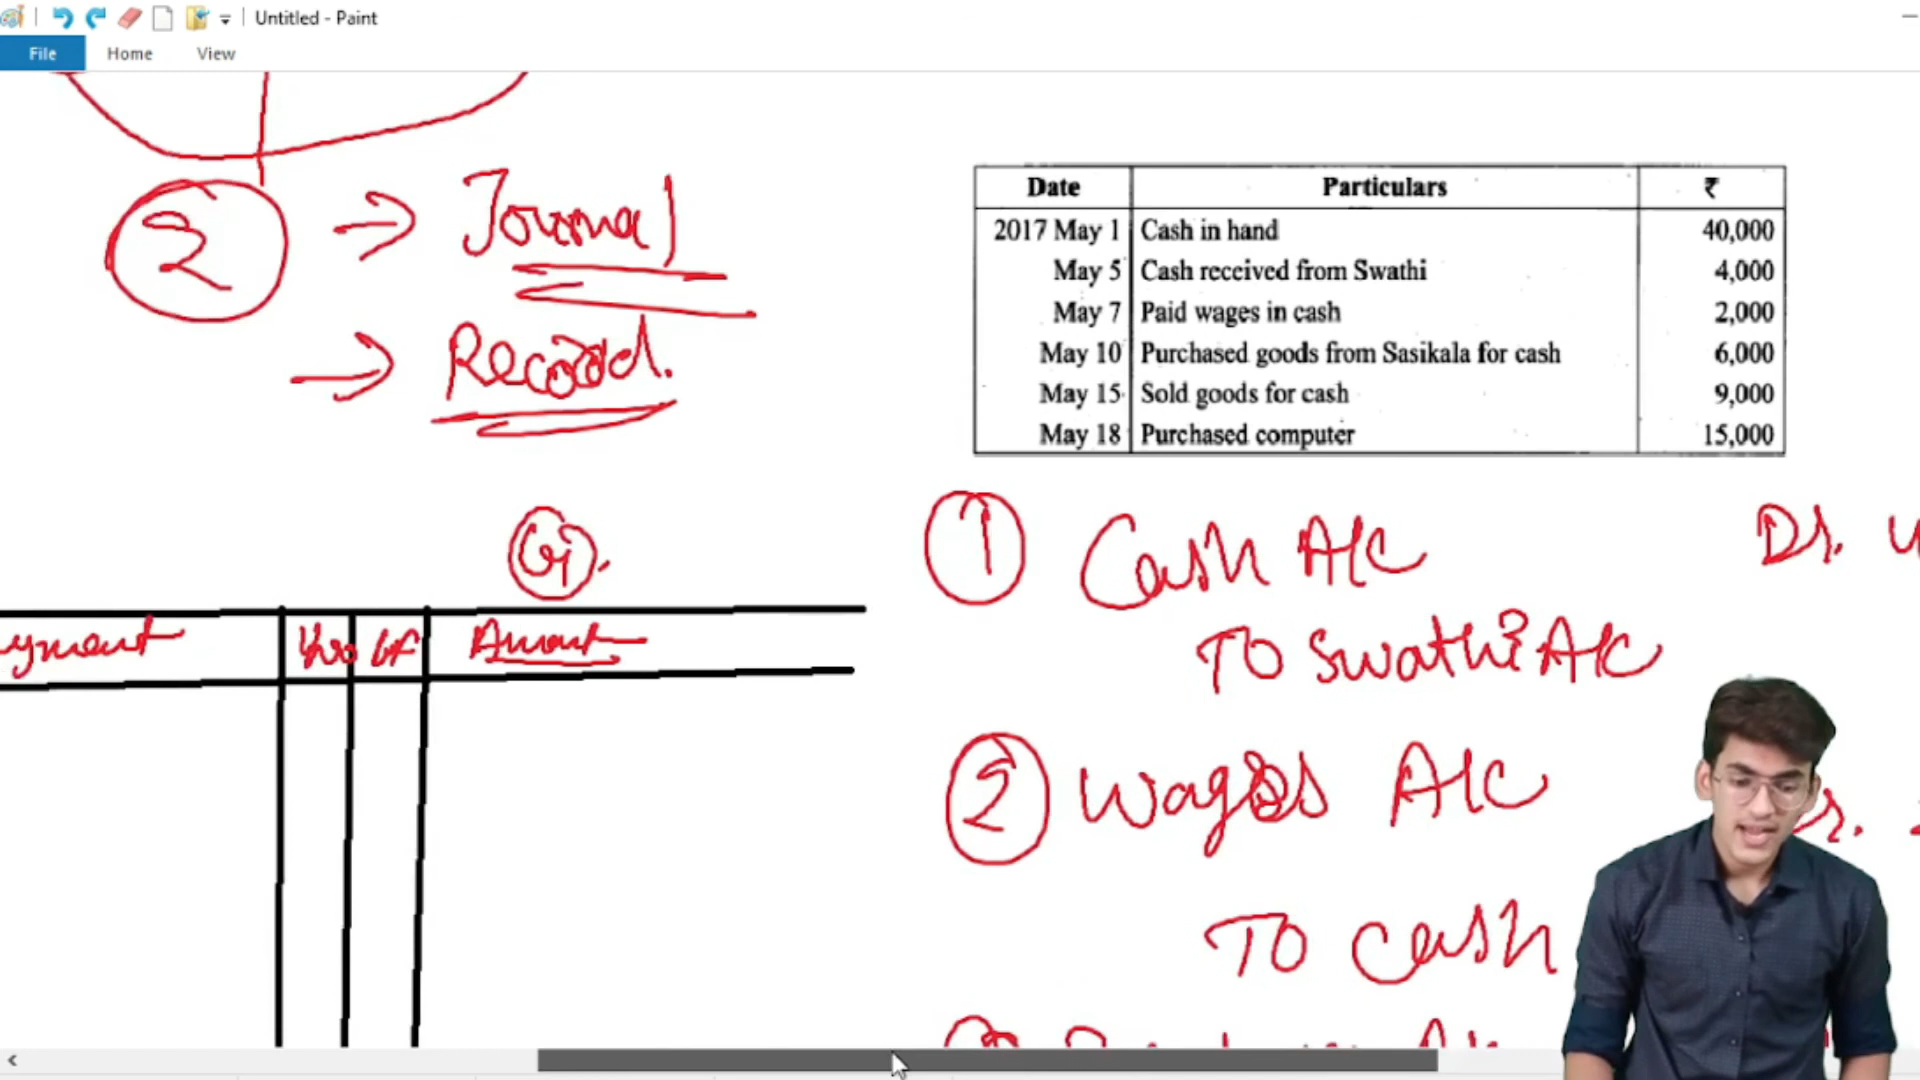 Untitled - Paint
File Home View
2 → Journal
→ Record.
Date Particulars ₹
2017 May 1 Cash in hand 40,000
May 5 Cash received from Swathi 4,000
May 7 Paid wages in cash 2,000
May 10 Purchased goods from Sasikala for cash 6,000
May 15 Sold goods for cash 9,000
May 18 Purchased computer 15,000
Cr.
yment LF Amount
1 Cash A/c Dr.
To Swathi A/c
2 Wages A/c
To cash